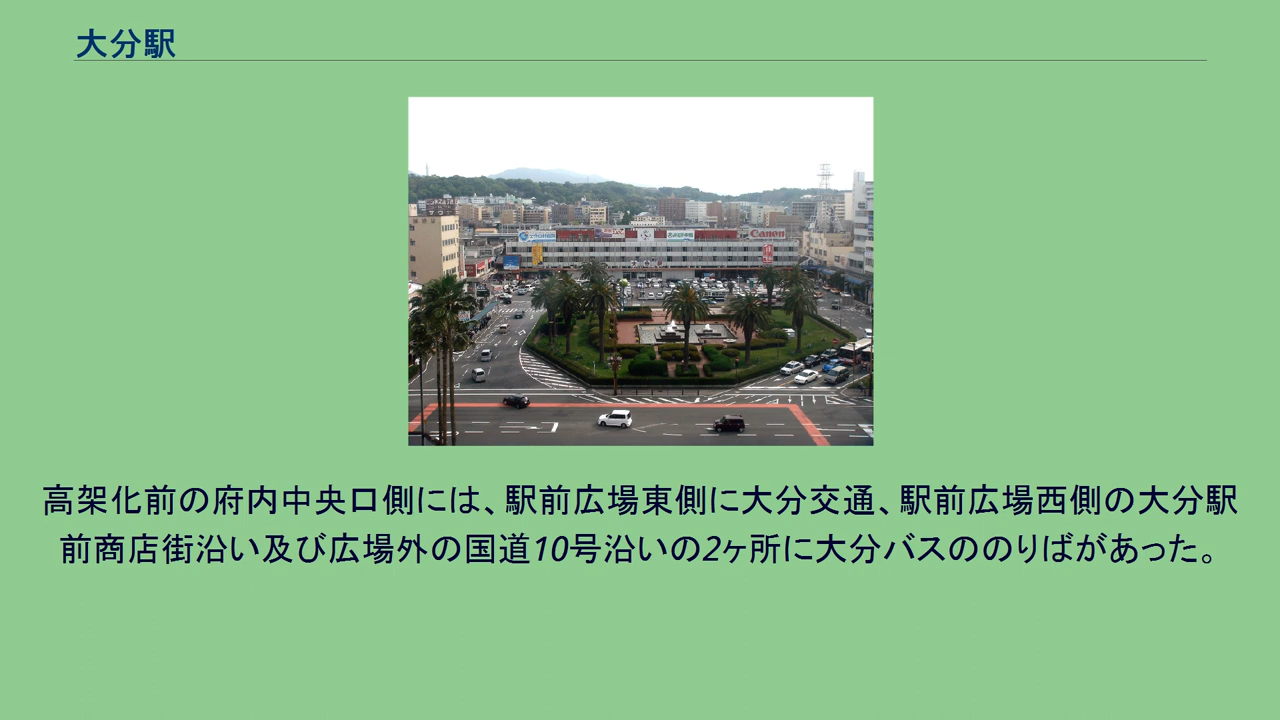 大分駅
Canon
高架化前の府内中央口側には、駅前広場東側に大分交通、駅前広場西側の大分駅
前商店街沿い及び広場外の国道10号沿いの2ヶ所に大分バスののりばがあった。